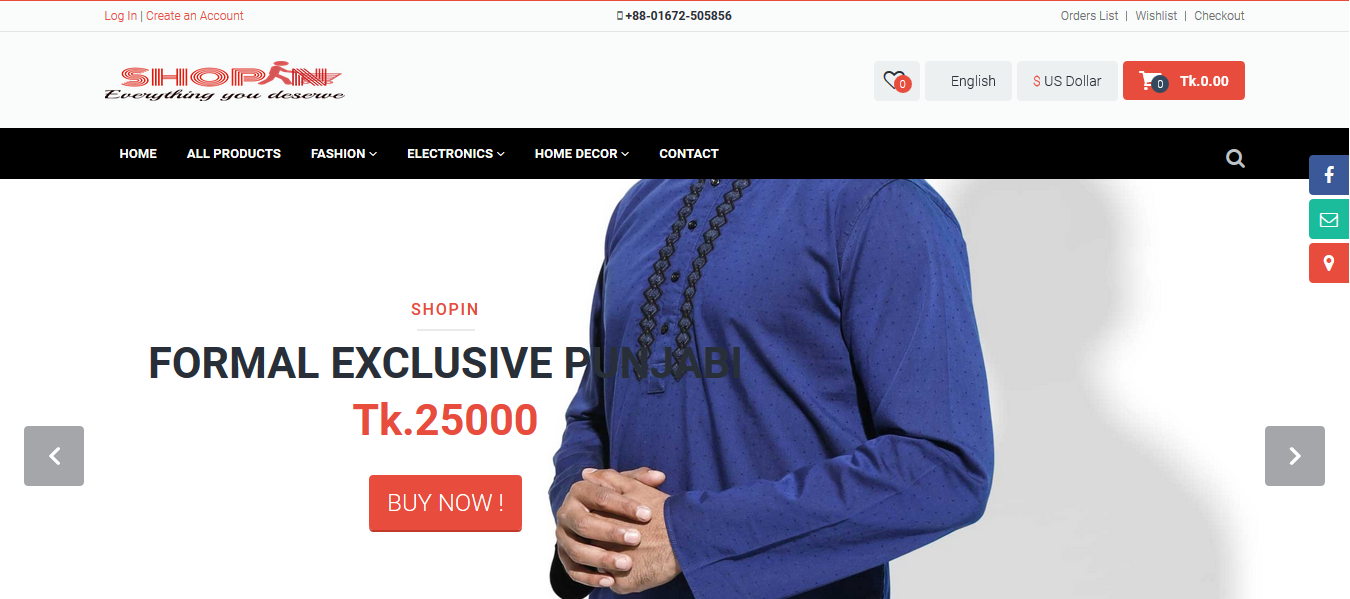 Log In | Create an Account
+88-01672-505856
Orders List | Wishlist | Checkout
SHOPIN
Everything you deserve
0
English
$ US Dollar
0
Tk.0.00
HOME
ALL PRODUCTS
FASHION
ELECTRONICS
HOME DECOR
CONTACT
SHOPIN
FORMAL EXCLUSIVE PUNJABI
Tk.25000
BUY NOW !